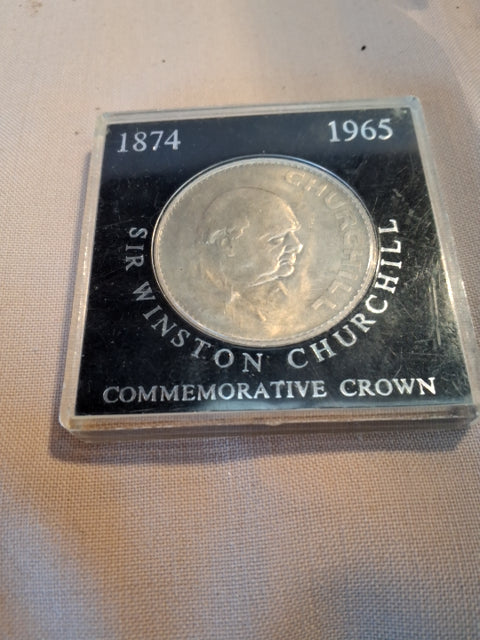 1874 1965
CHURCHILL
SIR WINSTON CHURCHILL
COMMEMORATIVE CROWN